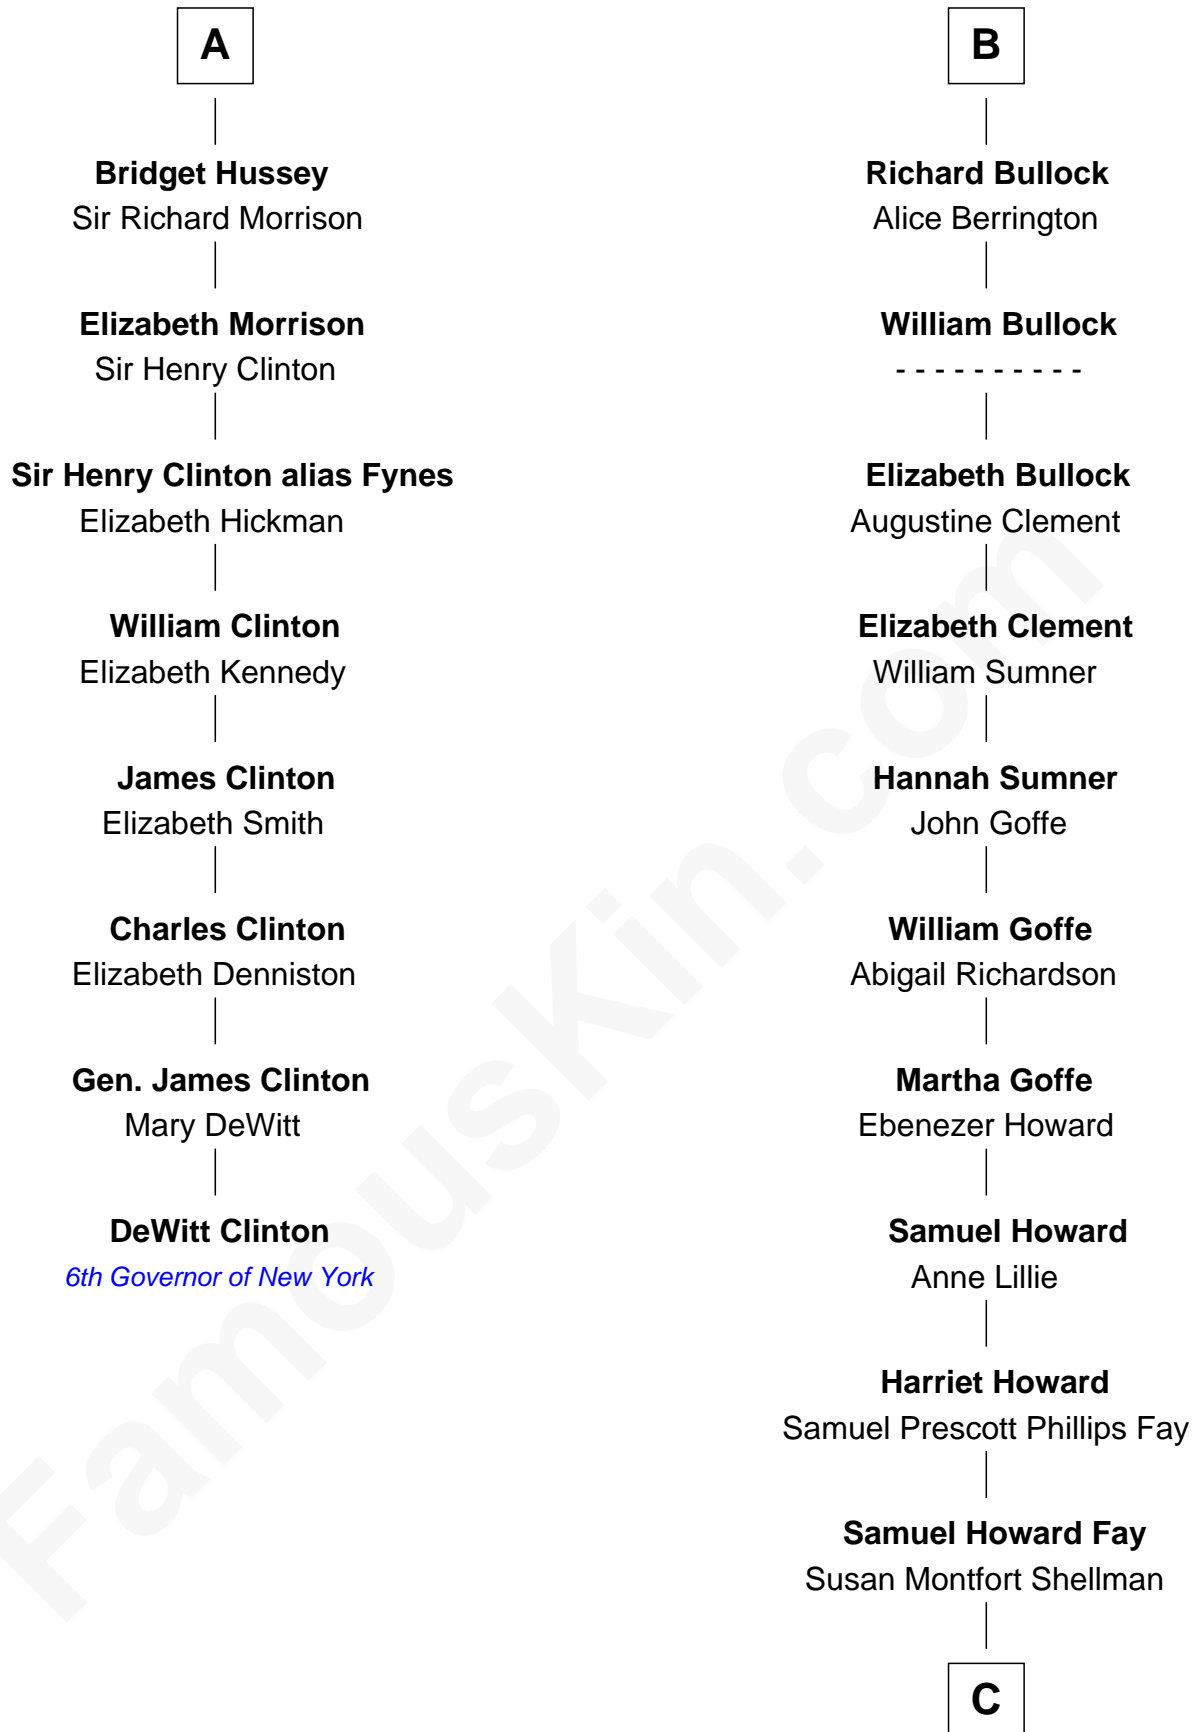 A
Bridget Hussey
Sir Richard Morrison
Elizabeth Morrison
Sir Henry Clinton
Sir Henry Clinton alias Fynes
Elizabeth Hickman
William Clinton
Elizabeth Kennedy
James Clinton
Elizabeth Smith
Charles Clinton
Elizabeth Denniston
Gen. James Clinton
Mary DeWitt
DeWitt Clinton
6th Governor of New York
B
Richard Bullock
Alice Berrington
William Bullock
- - - - - - - - - -
Elizabeth Bullock
Augustine Clement
Elizabeth Clement
William Sumner
Hannah Sumner
John Goffe
William Goffe
Abigail Richardson
Martha Goffe
Ebenezer Howard
Samuel Howard
Anne Lillie
Harriet Howard
Samuel Prescott Phillips Fay
Samuel Howard Fay
Susan Montfort Shellman
C
FamousKin.com